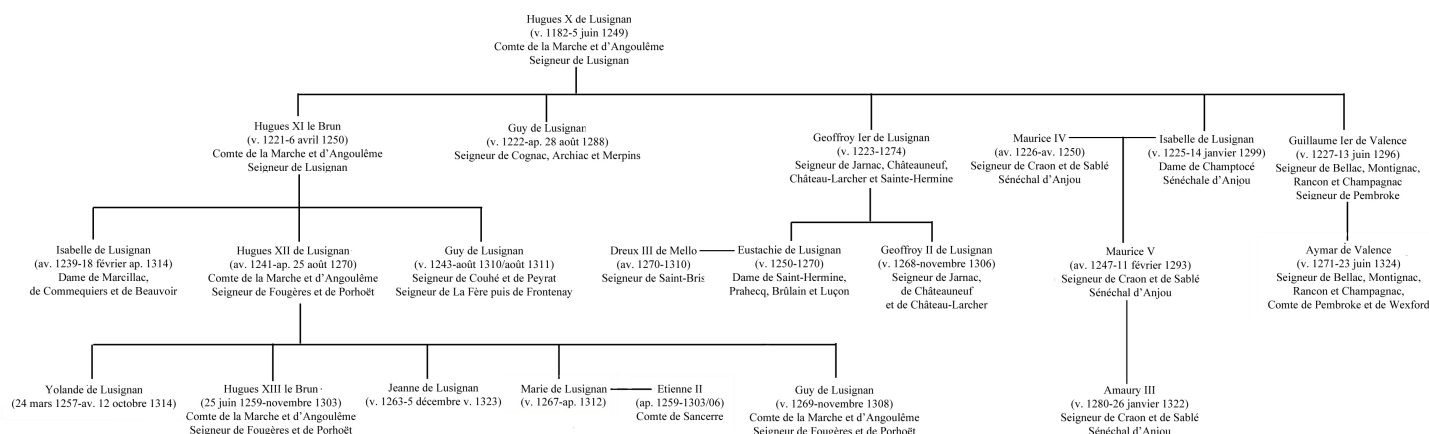 Hugues X de Lusignan
(v. 1182-5 juin 1249)
Comte de la Marche et d'Angoulême
Seigneur de Lusignan
Hugues XI le Brun
(v. 1221-6 avril 1250)
Comte de la Marche et d'Angoulême
Seigneur de Lusignan
Guy de Lusignan
(v. 1222-ap. 28 août 1288)
Seigneur de Cognac, Archiac et Merpins
Geoffroy Ier de Lusignan
(v. 1223-1274)
Seigneur de Jarnac, Châteauneuf,
Château-Larcher et Sainte-Hermine
Maurice IV
(av. 1226-av. 1250)
Seigneur de Craon et de Sablé
Sénéchal d'Anjou
Isabelle de Lusignan
(v. 1225-14 janvier 1299)
Dame de Champtocé
Sénéchale d'Anjou
Guillaume Ier de Valence
(v. 1227-13 juin 1296)
Seigneur de Bellac, Montignac,
Rancon et Champagnac
Seigneur de Pembroke
Isabelle de Lusignan
(av. 1239-18 février ap. 1314)
Dame de Marcillac,
de Commequiers et de Beauvoir
Hugues XII de Lusignan
(av. 1241-ap. 25 août 1270)
Comte de la Marche et d'Angoulême
Seigneur de Fougères et de Porhoët
Guy de Lusignan
(v. 1243-août 1310/août 1311)
Seigneur de Couhé et de Peyrat
Seigneur de La Fère puis de Frontenay
Dreux III de Mello
(av. 1270-1310)
Seigneur de Saint-Bris
Eustachie de Lusignan
(v. 1250-1270)
Dame de Saint-Hermine,
Prahecq, Brûlain et Luçon
Geoffroy II de Lusignan
(v. 1268-novembre 1306)
Seigneur de Jarnac,
de Châteauneuf
et de Château-Larcher
Maurice V
(av. 1247-11 février 1293)
Seigneur de Craon et de Sablé
Sénéchal d'Anjou
Aymar de Valence
(v. 1271-23 juin 1324)
Seigneur de Bellac, Montignac,
Rancon et Champagnac,
Comte de Pembroke et de Wexford
Yolande de Lusignan
(24 mars 1257-av. 12 octobre 1314)
Hugues XIII le Brun
(25 juin 1259-novembre 1303)
Comte de la Marche et d'Angoulême
Seigneur de Fougères et de Porhoët
Jeanne de Lusignan
(v. 1263-5 décembre v. 1323)
Marie de Lusignan
(v. 1267-ap. 1312)
Etienne II
(ap. 1259-1303/06)
Comte de Sancerre
Guy de Lusignan
(v. 1269-novembre 1308)
Comte de la Marche et d'Angoulême
Seigneur de Fougères et de Porhoët
Amaury III
(v. 1280-26 janvier 1322)
Seigneur de Craon et de Sablé
Sénéchal d'Anjou